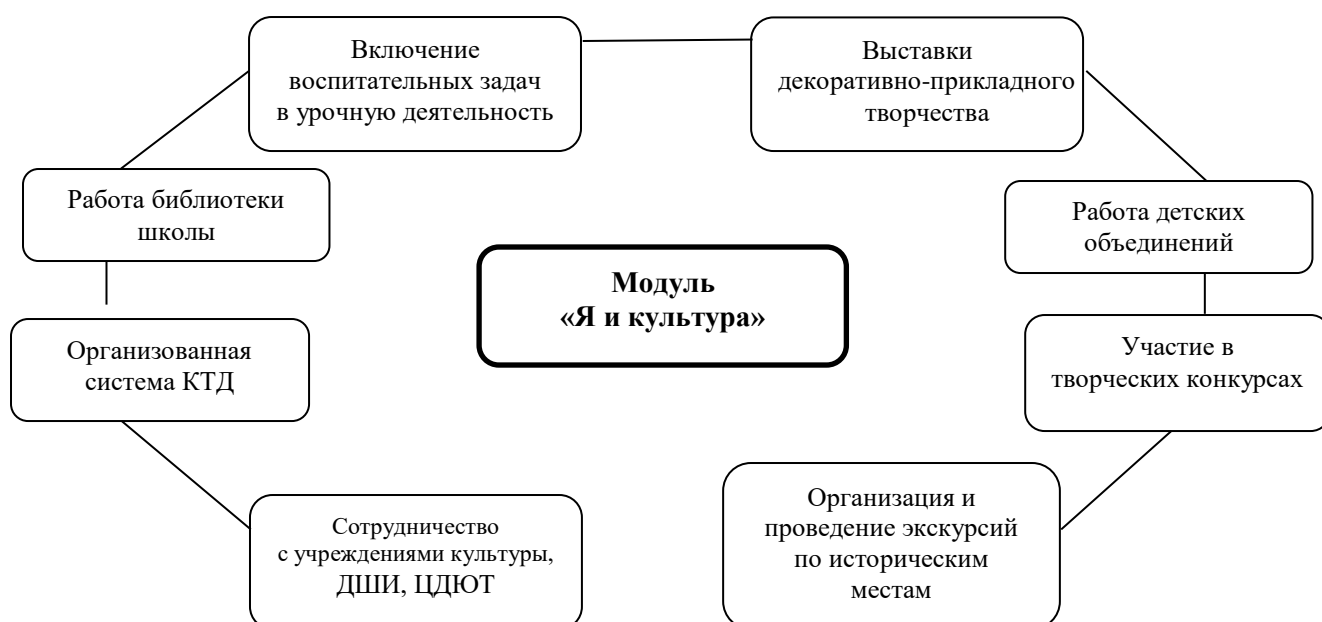 Включение
воспитательных задач
в урочную деятельность
Выставки
декоративно-прикладного
творчества
Работа библиотеки
школы
Работа детских
объединений
Модуль
«Я и культура»
Организованная
система КТД
Участие в
творческих конкурсах
Сотрудничество
с учреждениями культуры,
ДШИ, ЦДЮТ
Организация и
проведение экскурсий
по историческим
местам